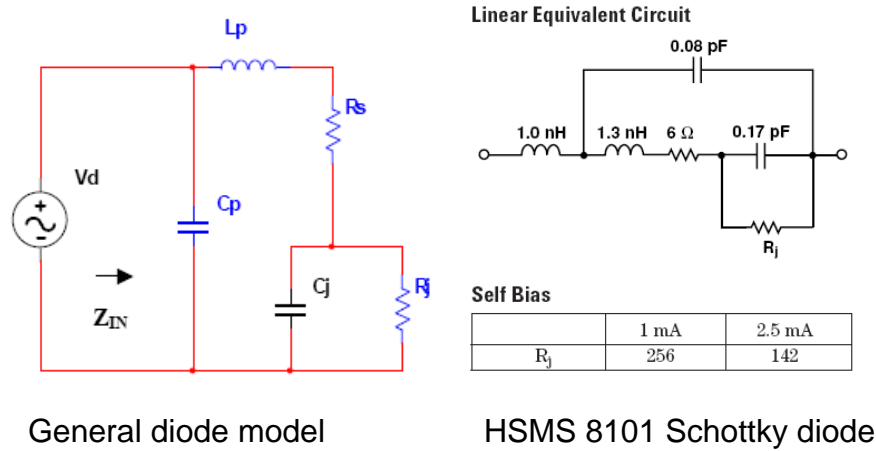 Lp
Rs
Vd
Cp
Cj
Rj
+
-
ZIN
General diode model
Linear Equivalent Circuit
0.08 pF
1.0 nH 1.3 nH 6 Ω 0.17 pF
Rj
Self Bias
1 mA 2.5 mA
Rj 256 142
HSMS 8101 Schottky diode